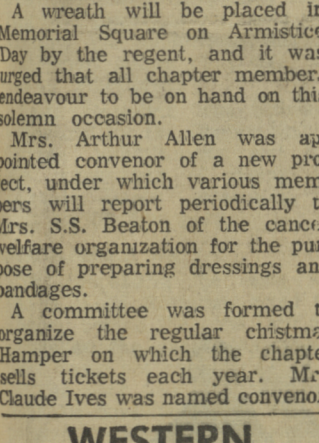 A wreath will be placed in
Memorial Square on Armistice
Day by the regent, and it was
urged that all chapter member
endeavour to be on hand on thi
solemn occasion.
Mrs. Arthur Allen was ap
pointed convenor of a new pro
ect, under which various mem
bers will report periodically t
Mrs. S.S. Beaton of the cance
welfare organization for the pur
pose of preparing dressings an
bandages.
A committee was formed t
organize the regular chistma
Hamper on which the chapte
sells tickets each year. Mr
Claude Ives was named conveno
WESTERN